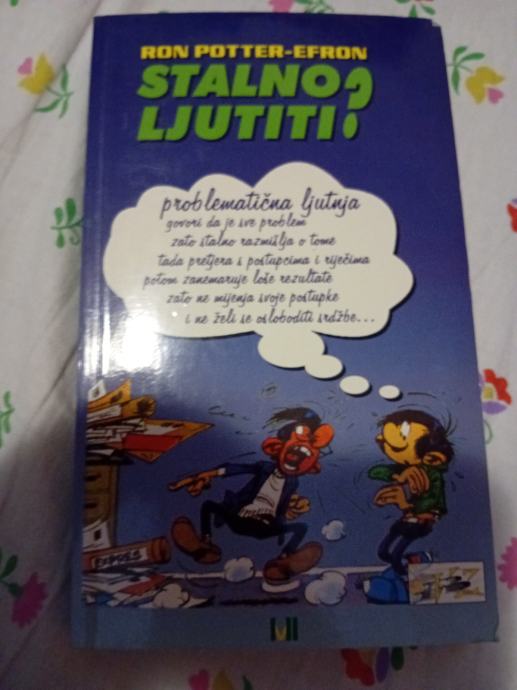 RON POTTER-EFRON
STALNO
LJUTITI?
problematična ljutnja
govori da je sve problem
zato stalno razmišlja o tome
tada pretjera s postupcima i riječima
potom zanemaruje loše rezultate
zato ne mijenja svoje postupke
i ne želi se osloboditi srdžbe...